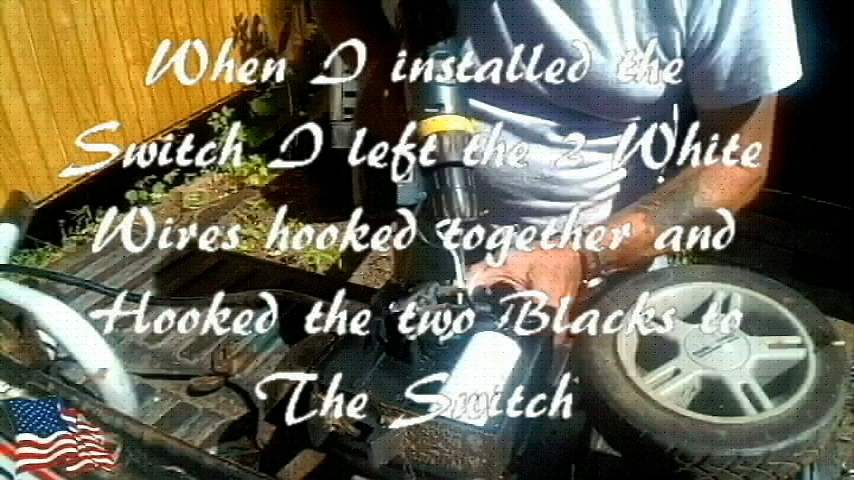 When I installed the
Switch I left the 2 White
Wires hooked together and
Hooked the two Blacks to
The Switch